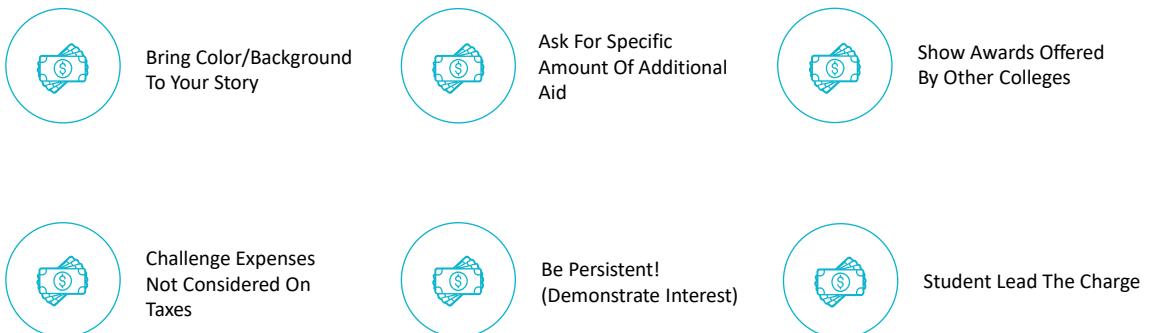 Bring Color/Background
To Your Story
Ask For Specific
Amount Of Additional
Aid
Show Awards Offered
By Other Colleges
Challenge Expenses
Not Considered On
Taxes
Be Persistent!
(Demonstrate Interest)
Student Lead The Charge